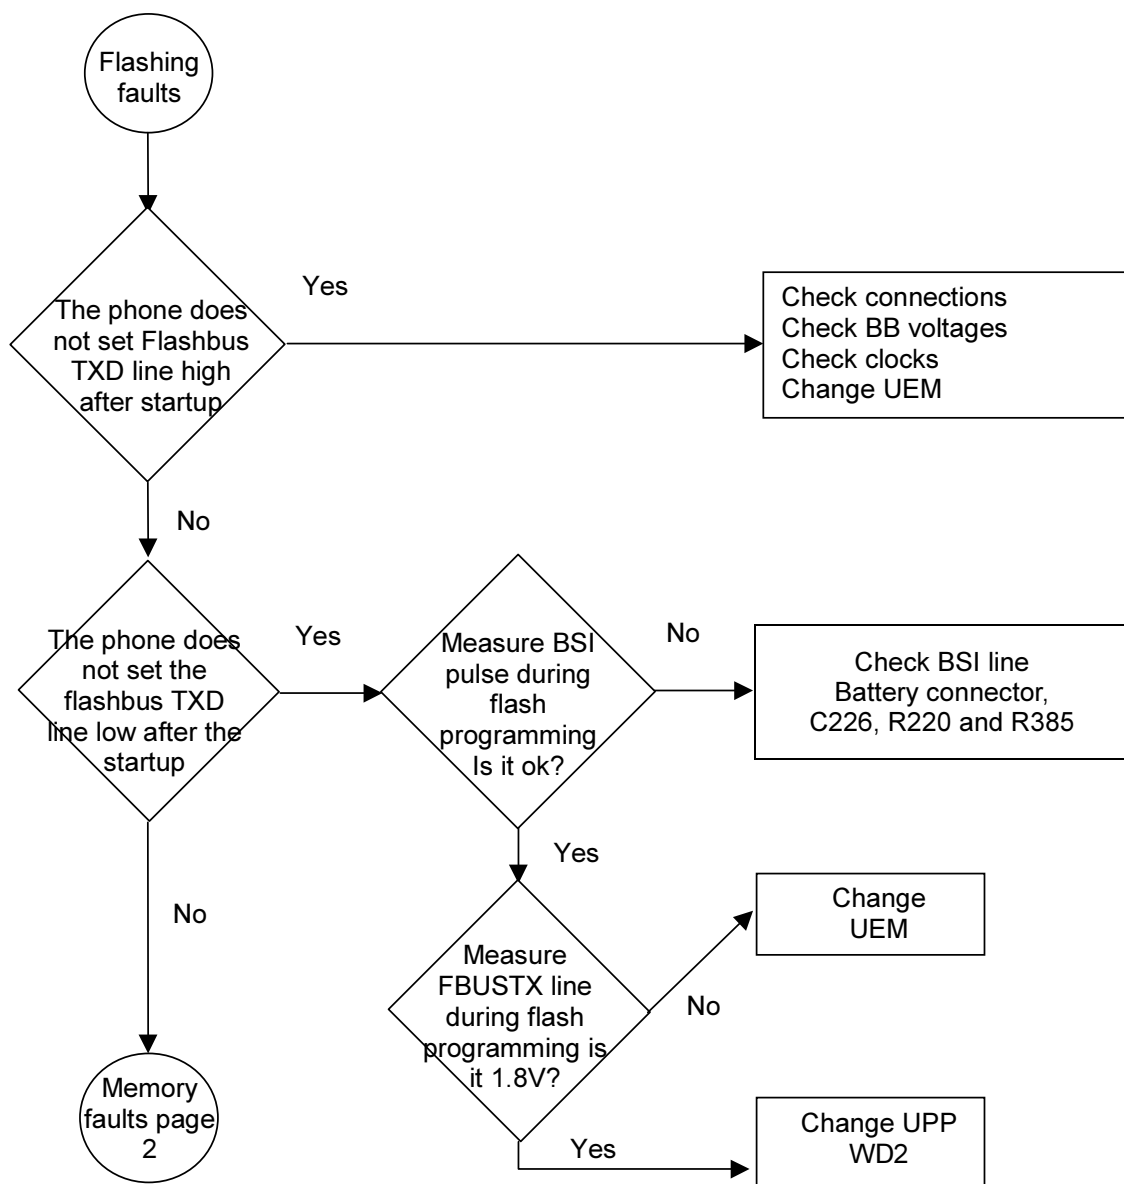 Flashing
faults
Yes
The phone does
not set Flashbus
TXD line high
after startup
Check connections
Check BB voltages
Check clocks
Change UEM
No
The phone does
not set the
flashbus TXD
line low after the
startup
Yes
Measure BSI
pulse during
flash
programming
Is it ok?
No
Check BSI line
Battery connector,
C226, R220 and R385
Yes
No
Measure
FBUSTX line
during flash
programming is
it 1.8V?
No
Change
UEM
Yes
Change UPP
WD2
Memory
faults page
2